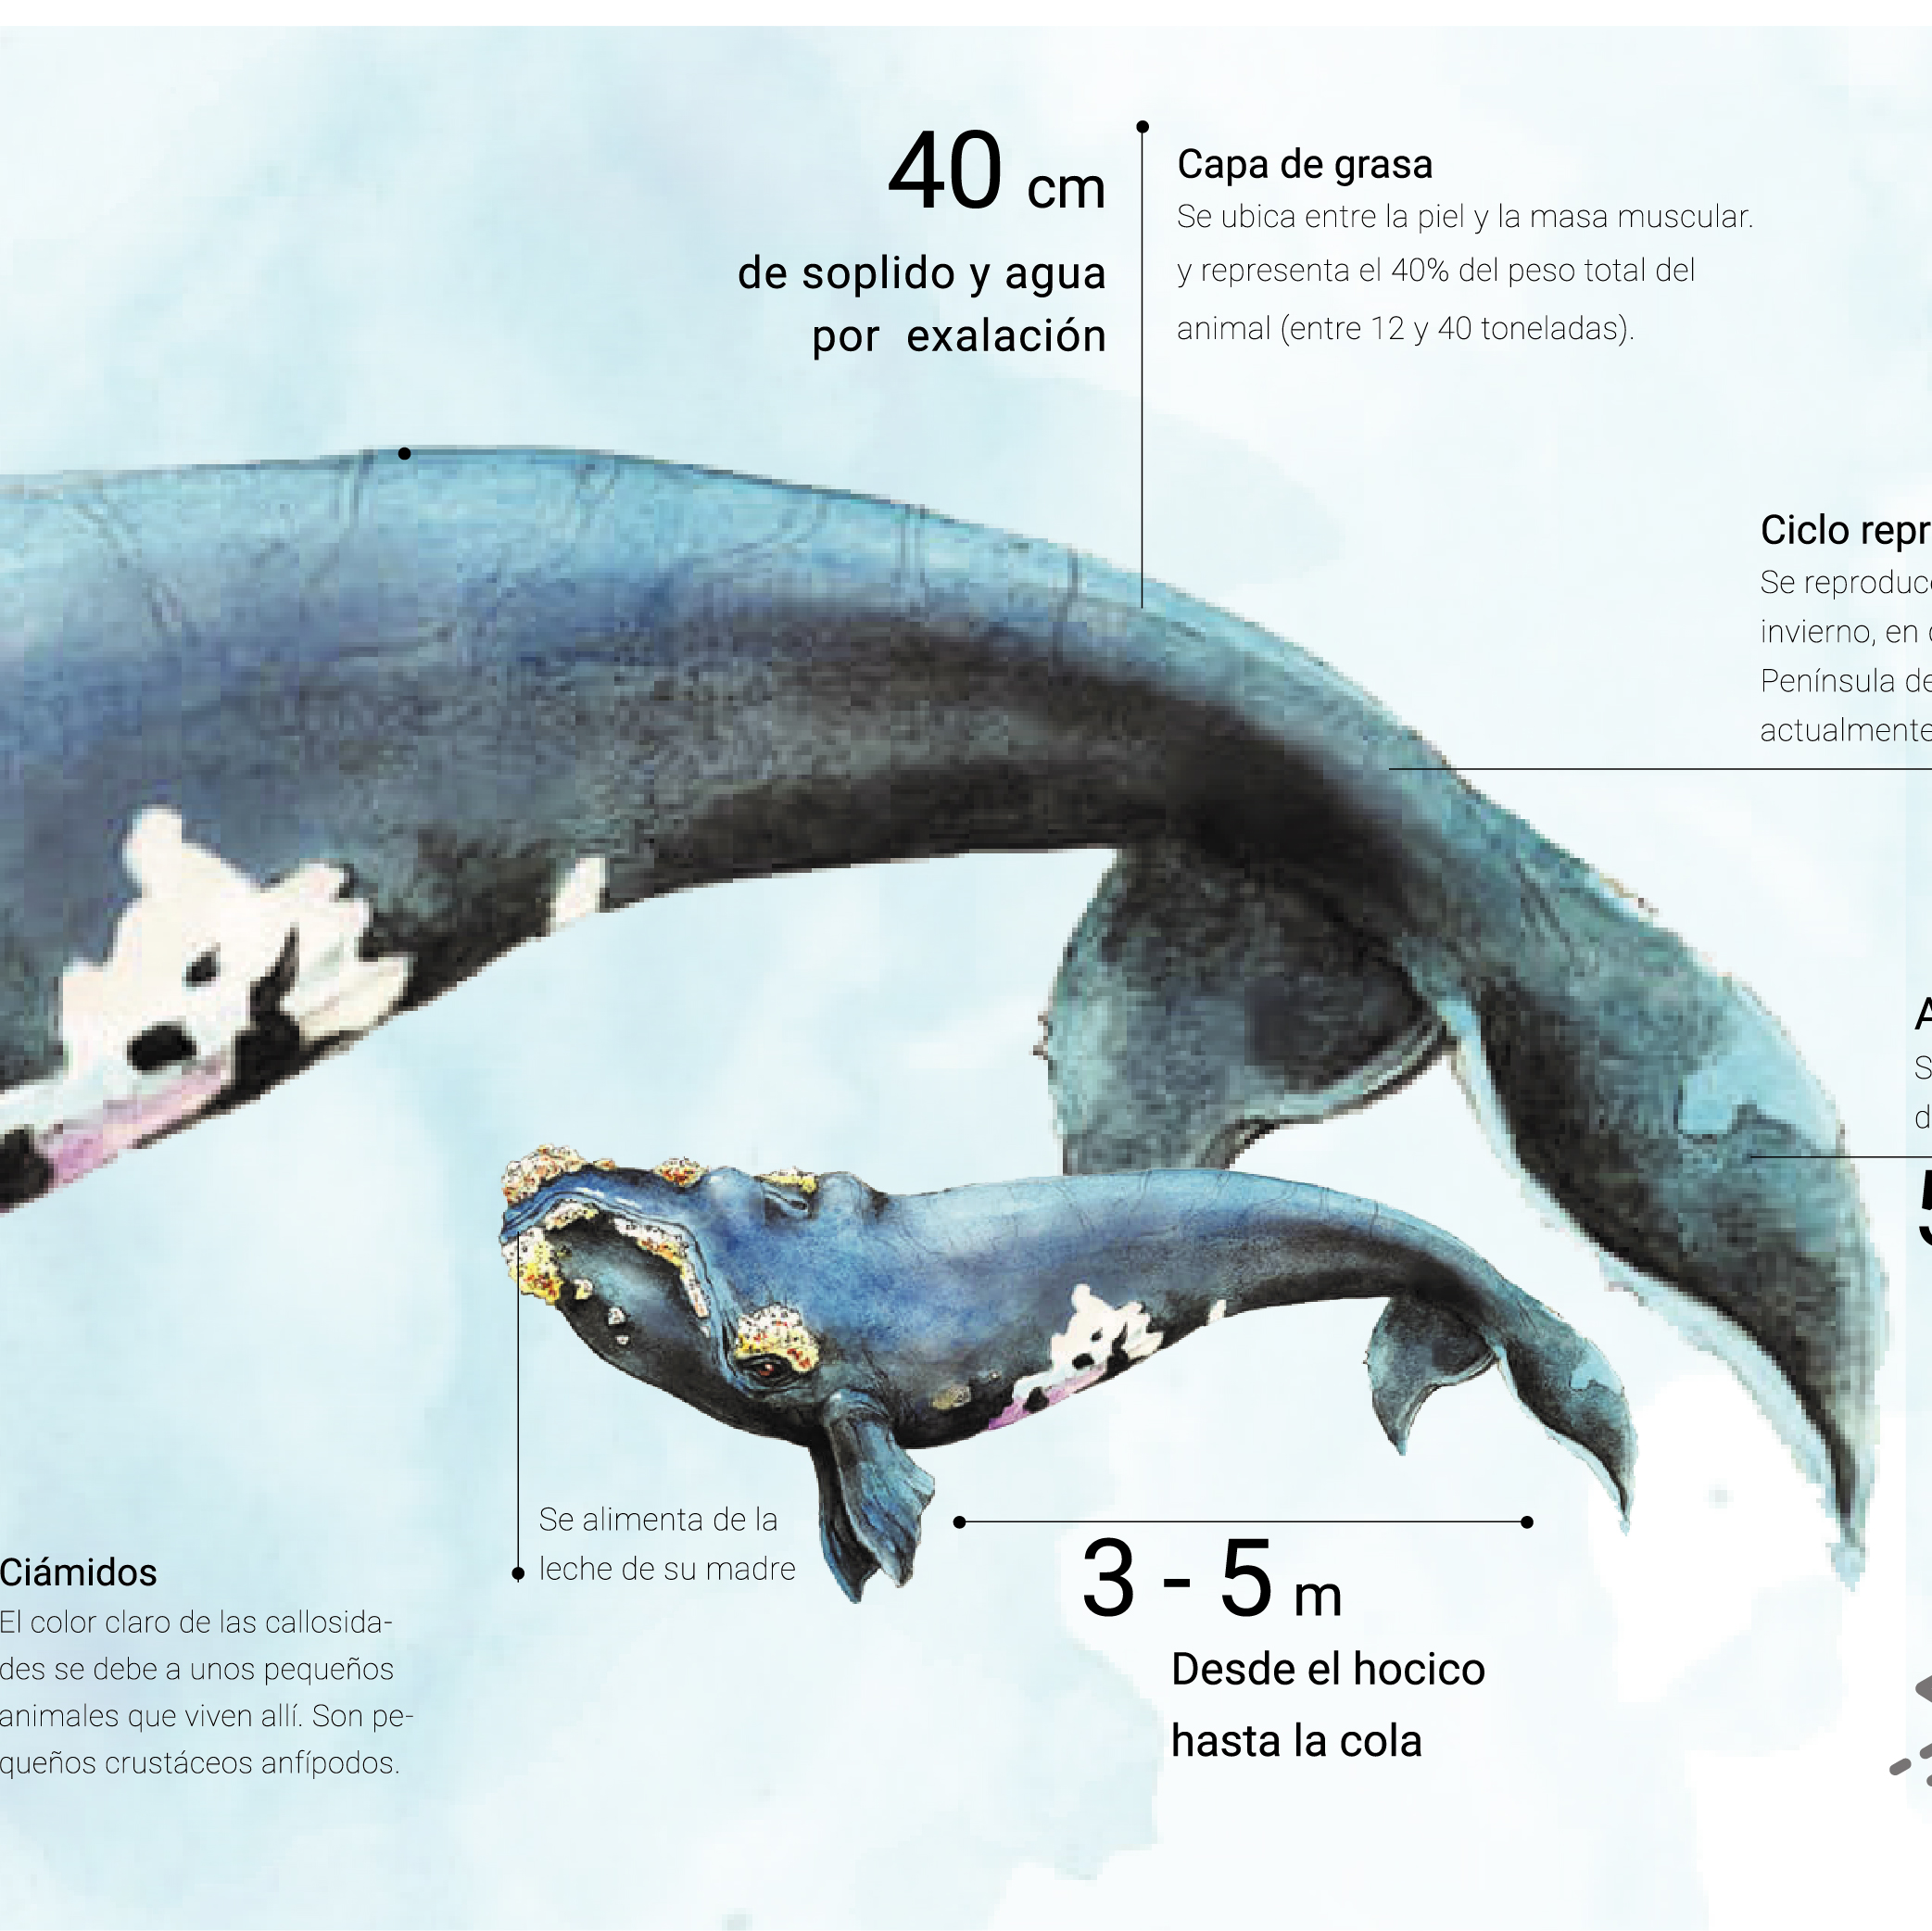 40 cm
de soplido y agua
por exalación
Capa de grasa
Se ubica entre la piel y la masa muscular.
y representa el 40% del peso total del
animal (entre 12 y 40 toneladas).
Ciclo
Se
invierno, en
Península
actualmente
Se alimenta de la
leche de su madre
3 - 5 m
Desde el hocico
hasta la cola
Ciámidos
El color claro de las callosida-
des se debe a unos pequeños
animales que viven allí. Son pe-
queños crustáceos anfípodos.